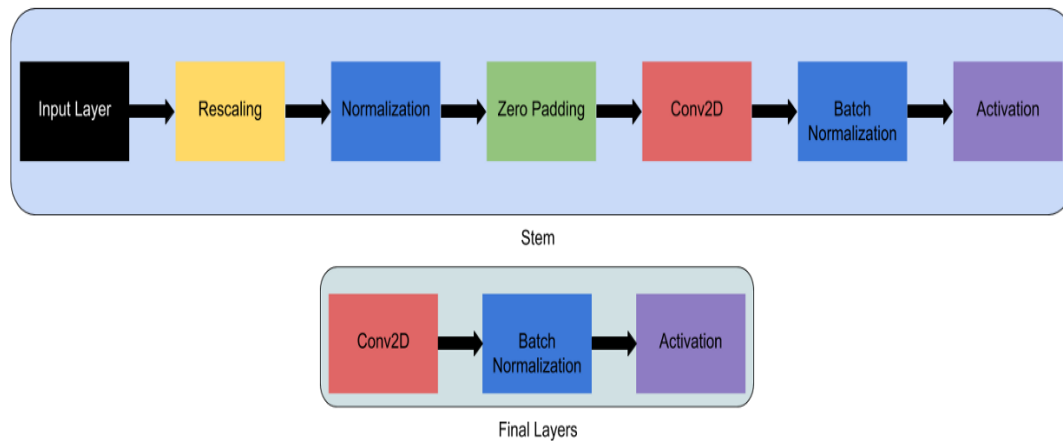 Input Layer
Rescaling
Normalization
Zero Padding
Conv2D
Batch
Normalization
Activation
Stem
Conv2D
Batch
Normalization
Activation
Final Layers